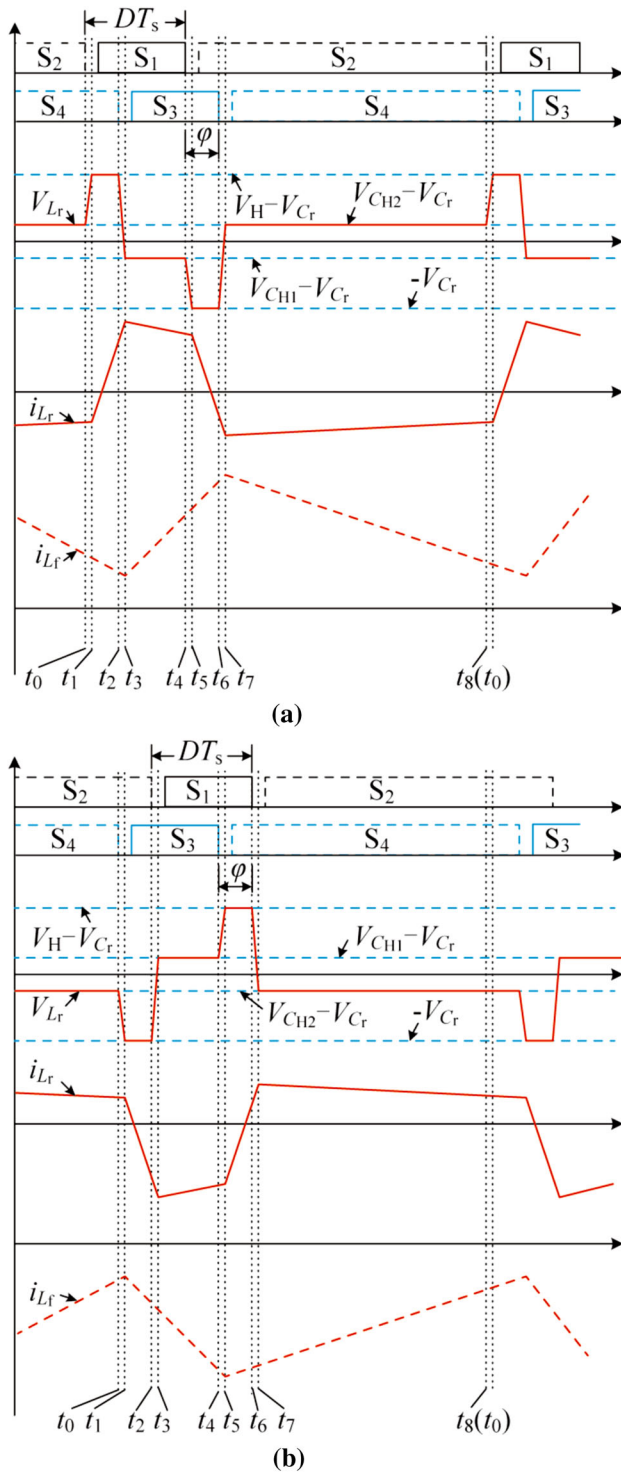 DTs
S2 S1 S2 S1
S4 S3 S4 S3
φ
VLr VH−VCr VCH2−VCr
VCH1−VCr -VCr
iLr
iLf
t0 t1 t2 t3 t4 t5 t6 t7 t8(t0)
(a)
DTs
S2 S1 S2
S4 S3 S4 S3
φ
VH−VCr VCH1−VCr
VLr VCH2−VCr -VCr
iLr
iLf
t0 t1 t2 t3 t4 t5 t6 t7 t8(t0)
(b)